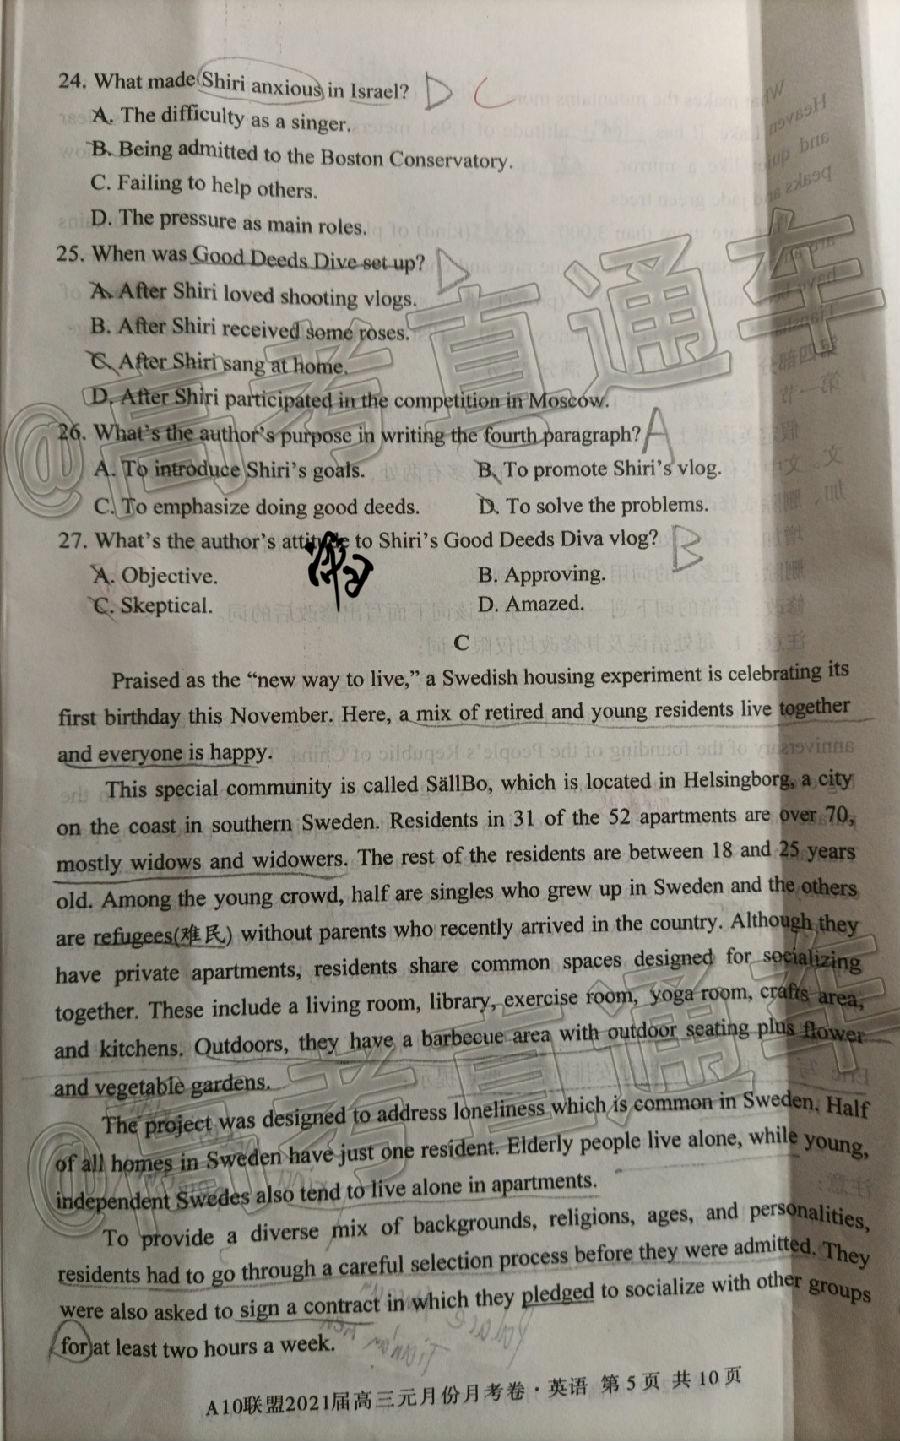 24. What made Shiri anxious in Israel? D C
A. The difficulty as a singer.
B. Being admitted to the Boston Conservatory.
C. Failing to help others.
D. The pressure as main roles.
25. When was Good Deeds Dive set up? D
A. After Shiri loved shooting vlogs.
B. After Shiri received some roses.
C. After Shiri sang at home.
D. After Shiri participated in the competition in Moscow.
26. What's the author's purpose in writing the fourth paragraph? A
A. To introduce Shiri's goals. B. To promote Shiri's vlog.
C. To emphasize doing good deeds. D. To solve the problems.
27. What's the author's attitude to Shiri's Good Deeds Diva vlog? B
A. Objective. B. Approving.
C. Skeptical. D. Amazed.
C
Praised as the “new way to live,” a Swedish housing experiment is celebrating its
first birthday this November. Here, a mix of retired and young residents live together
and everyone is happy.
This special community is called SällBo, which is located in Helsingborg, a city
on the coast in southern Sweden. Residents in 31 of the 52 apartments are over 70,
mostly widows and widowers. The rest of the residents are between 18 and 25 years
old. Among the young crowd, half are singles who grew up in Sweden and the others
are refugees(难民) without parents who recently arrived in the country. Although they
have private apartments, residents share common spaces designed for socializing
together. These include a living room, library, exercise room, yoga room, crafts area,
and kitchens. Outdoors, they have a barbecue area with outdoor seating plus flower
and vegetable gardens.
The project was designed to address loneliness which is common in Sweden. Half
of all homes in Sweden have just one resident. Elderly people live alone, while young,
independent Swedes also tend to live alone in apartments.
To provide a diverse mix of backgrounds, religions, ages, and personalities,
residents had to go through a careful selection process before they were admitted. They
were also asked to sign a contract in which they pledged to socialize with other groups
for at least two hours a week.
A10联盟2021届高三元月份月考卷·英语 第5页 共10页
@高考直通车
@高考直通车